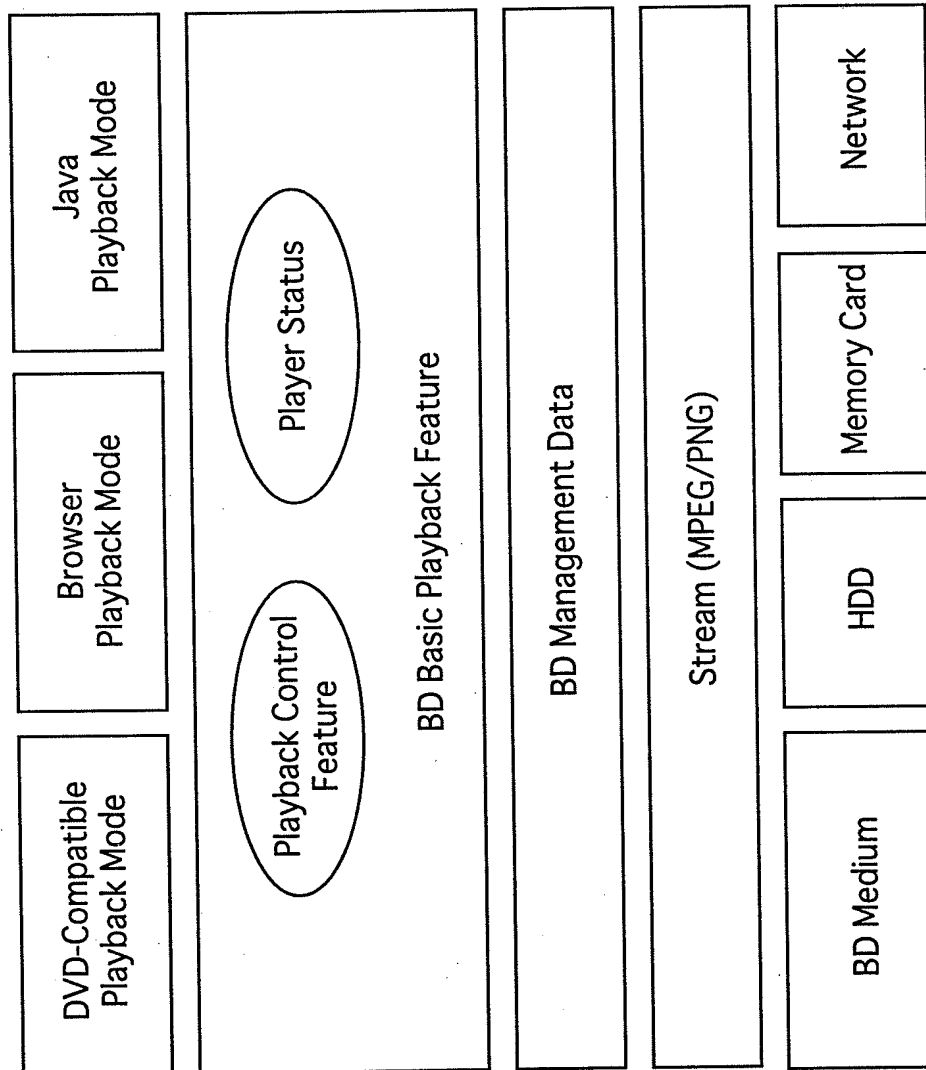 DVD-Compatible
Playback Mode
Browser
Playback Mode
Java
Playback Mode
Playback Control
Feature
Player Status
BD Basic Playback Feature
BD Management Data
Stream (MPEG/PNG)
BD Medium
HDD
Memory Card
Network